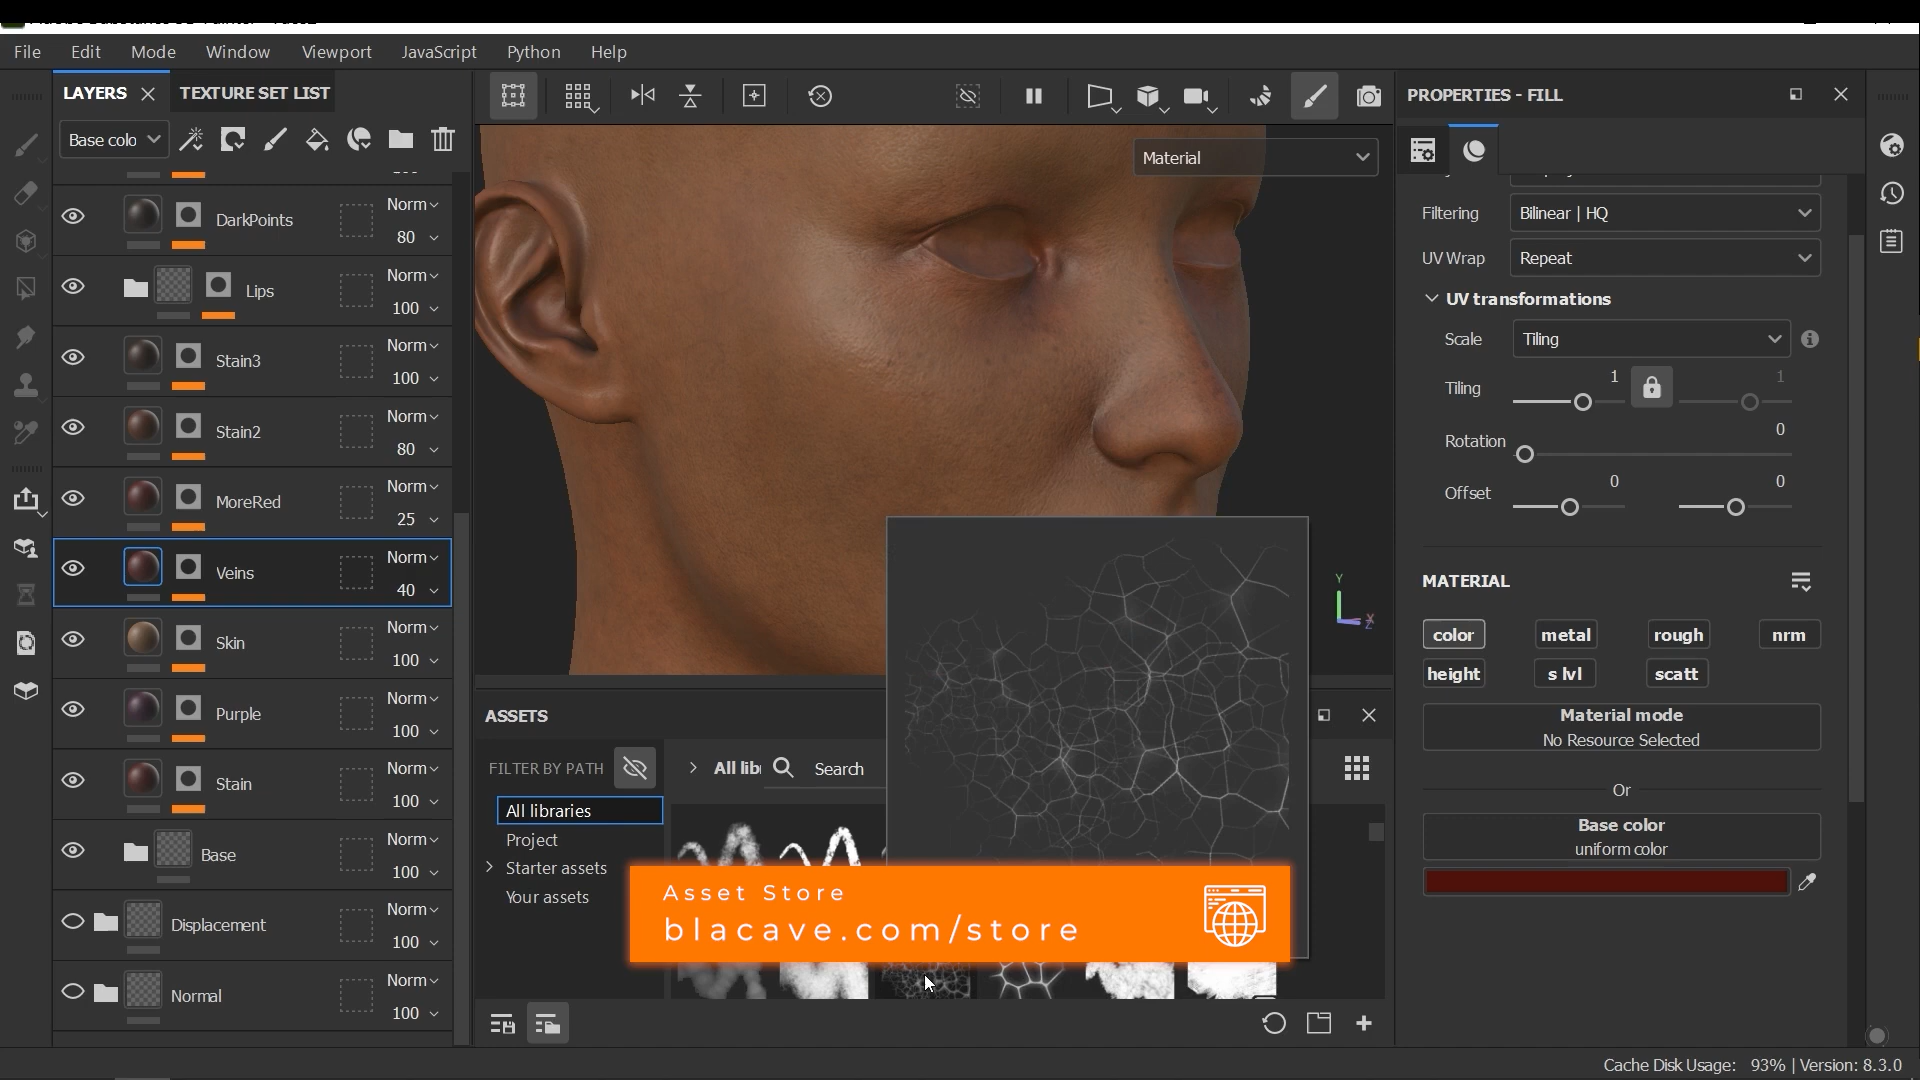 File Edit Mode Window Viewport JavaScript Python Help
LAYERS TEXTURE SET LIST
PROPERTIES - FILL
Base colo
Material
DarkPoints Norm 80
Lips Norm 100
Stain3 Norm 100
Stain2 Norm 80
MoreRed Norm 25
Veins Norm 40
Skin Norm 100
Purple Norm 100
Stain Norm 100
Base Norm 100
Displacement Norm 100
Normal Norm 100
Y
ASSETS
FILTER BY PATH
All lib Search
All libraries
Project
Starter assets
Your assets
Asset Store
blacave.com/store
Filtering Bilinear | HQ
UV Wrap Repeat
UV transformations
Scale Tiling
Tiling 1 1
Rotation 0
Offset 0 0
MATERIAL
color metal rough nrm
height s lvl scatt
Material mode
No Resource Selected
Or
Base color
uniform color
Cache Disk Usage: 93% | Version: 8.3.0